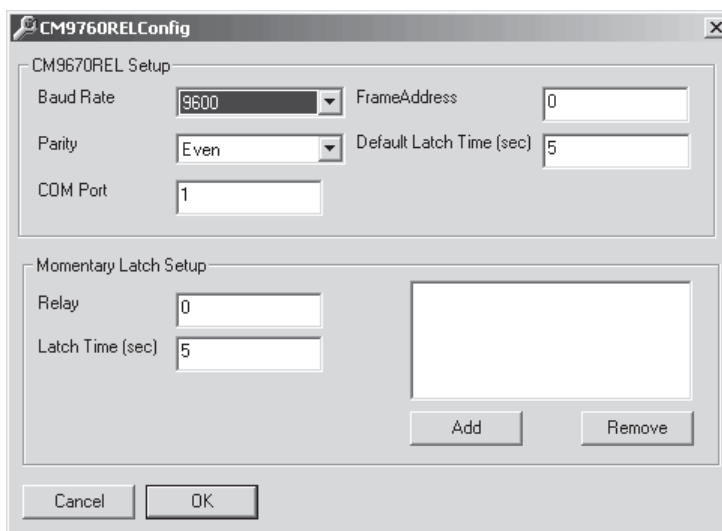 CM9760RELConfig
CM9670REL Setup
Baud Rate 9600 FrameAddress 0
Parity Even Default Latch Time (sec) 5
COM Port 1
Momentary Latch Setup
Relay 0
Latch Time (sec) 5
Add Remove
Cancel OK